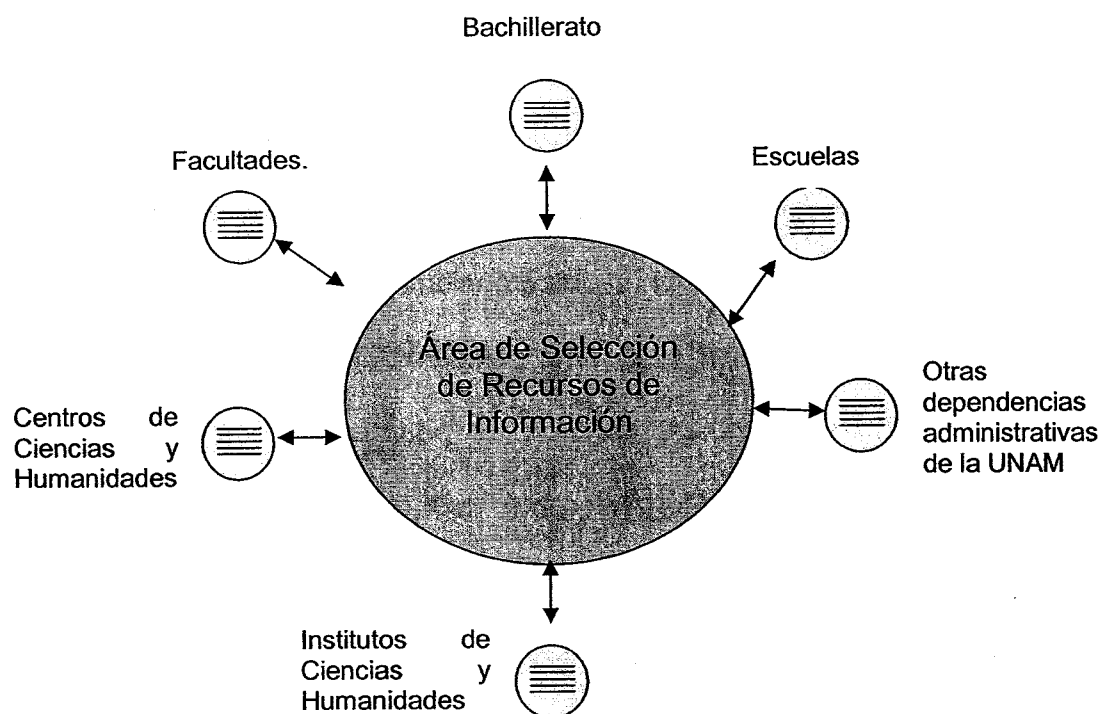 Bachillerato
Facultades.
Escuelas
Área de Selección
de Recursos de
Información
Otras
dependencias
administrativas
de la UNAM
Centros de
Ciencias y
Humanidades
Institutos de
Ciencias y
Humanidades